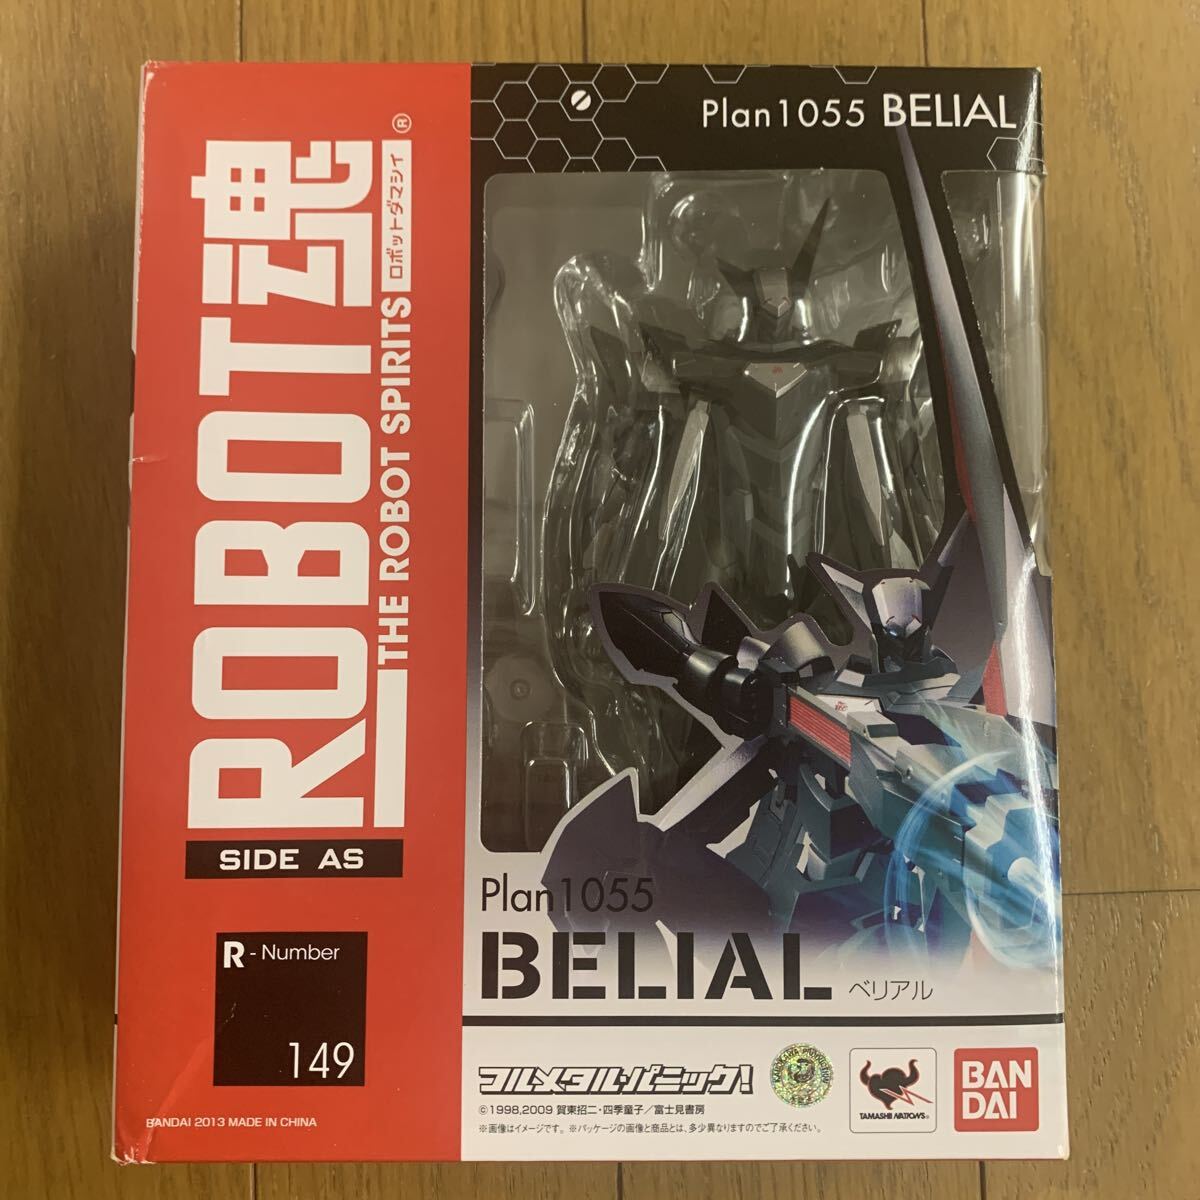 Plan1055 BELIAL
ROBOT魂
ロボットダマシイ
®
THE ROBOT SPIRITS
SIDE AS
R - Number
149
Plan1055
BELIAL
ベリアル
フルメタル・パニック!
©1998,2009 賀東招二・四季童子／富士見書房
※画像はイメージです。 ※パッケージの画像と商品とは、多少異なりますのでご了承ください。
TAMASHII NATIONS®
BAN
DAI
BANDAI 2013 MADE IN CHINA